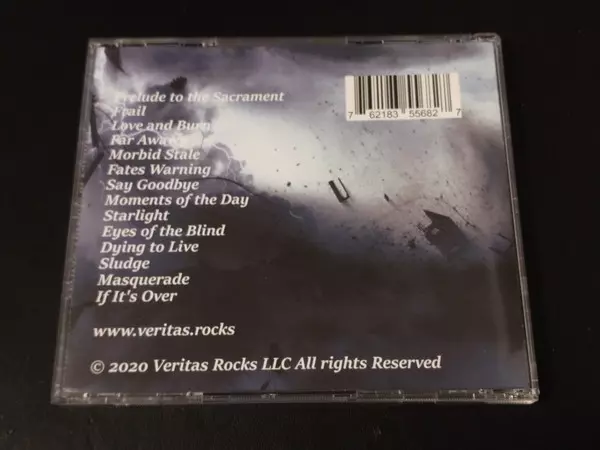 Prelude to the Sacrament
Frail
Love and Burn
Far Away
Morbid Stale
Fates Warning
Say Goodbye
Moments of the Day
Starlight
Eyes of the Blind
Dying to Live
Sludge
Masquerade
If It's Over
www.veritas.rocks
© 2020 Veritas Rocks LLC All rights Reserved
7 62183 55682 7